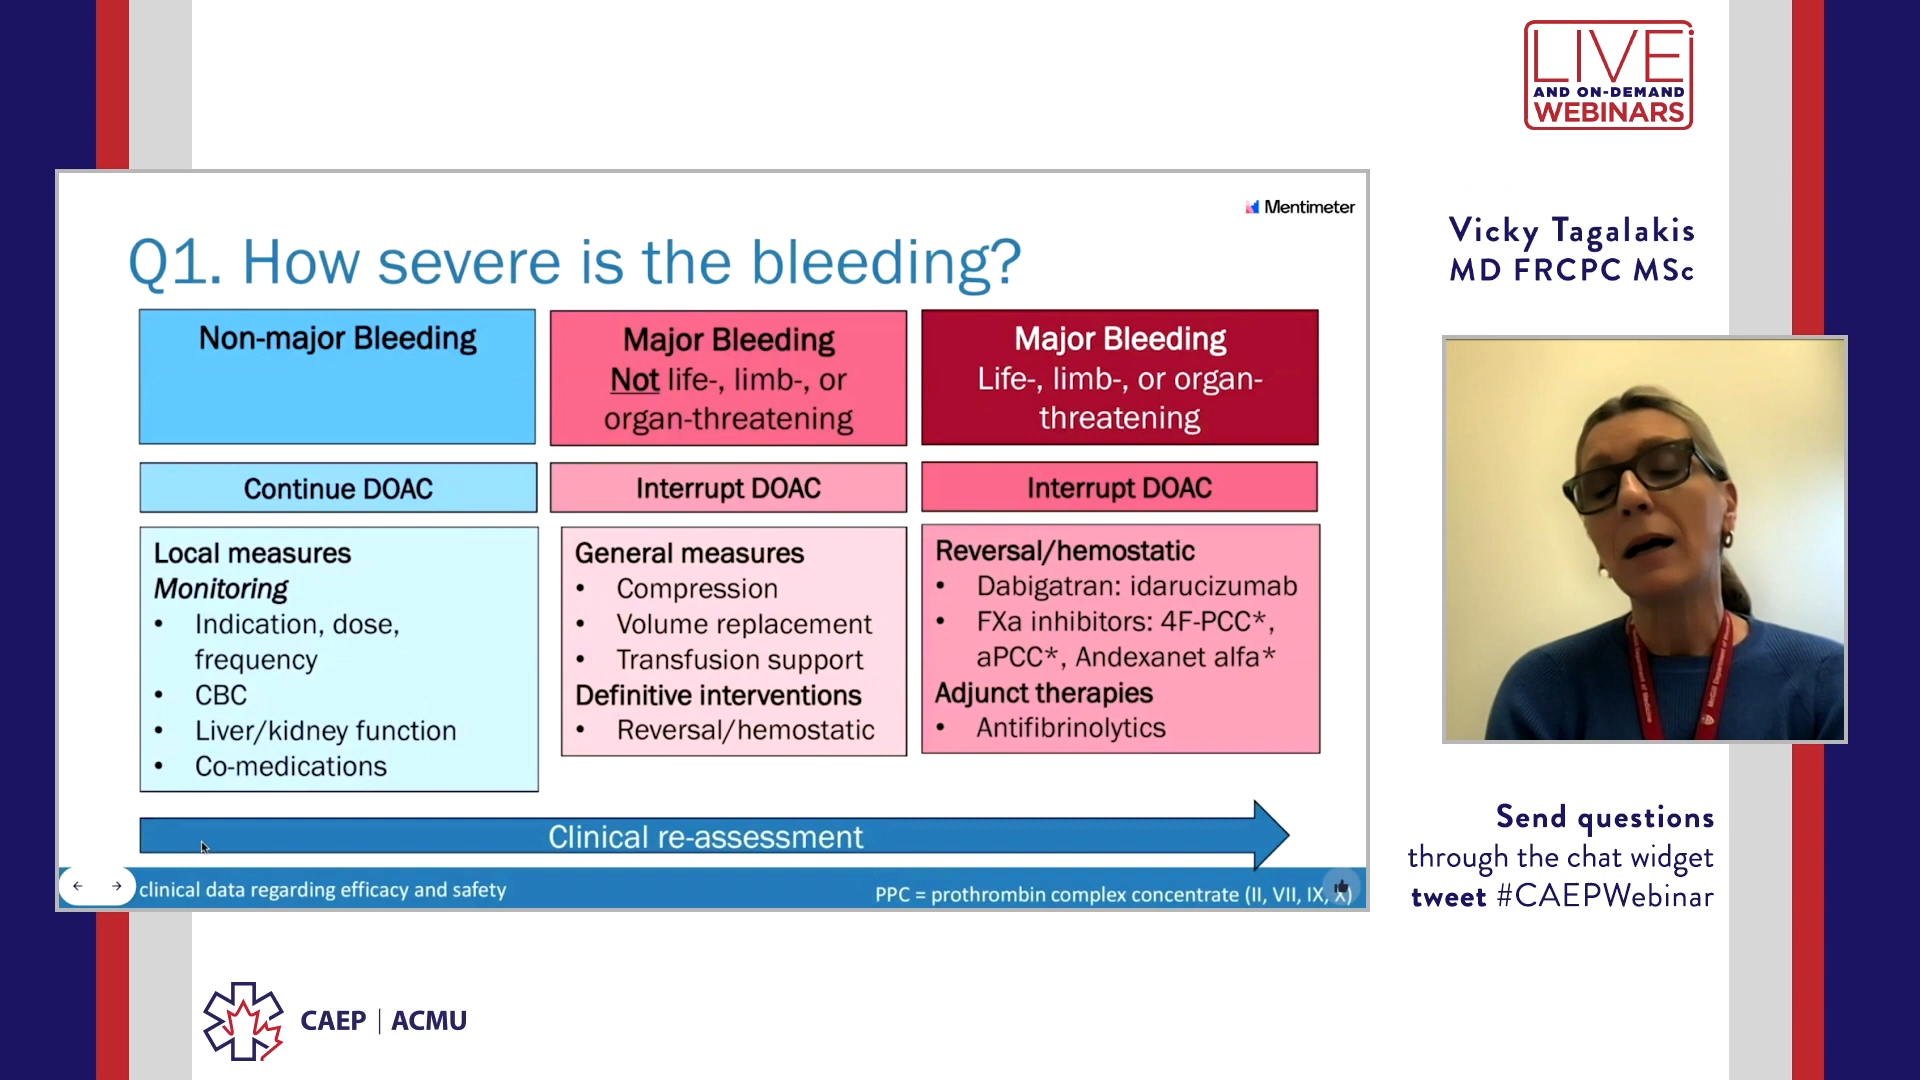 LIVE
AND ON-DEMAND
WEBINARS
Mentimeter
Q1. How severe is the bleeding?
Non-major Bleeding
Major Bleeding
Not life-, limb-, or
organ-threatening
Major Bleeding
Life-, limb-, or organ-
threatening
Continue DOAC
Interrupt DOAC
Interrupt DOAC
Local measures
Monitoring
• Indication, dose,
frequency
• CBC
• Liver/kidney function
• Co-medications
General measures
• Compression
• Volume replacement
• Transfusion support
Definitive interventions
• Reversal/hemostatic
Reversal/hemostatic
• Dabigatran: idarucizumab
• FXa inhibitors: 4F-PCC*,
aPCC*, Andexanet alfa*
Adjunct therapies
• Antifibrinolytics
Clinical re-assessment
clinical data regarding efficacy and safety
PPC = prothrombin complex concentrate (II, VII, IX, X)
Vicky Tagalakis
MD FRCPC MSc
Send questions
through the chat widget
tweet #CAEPWebinar
CAEP | ACMU